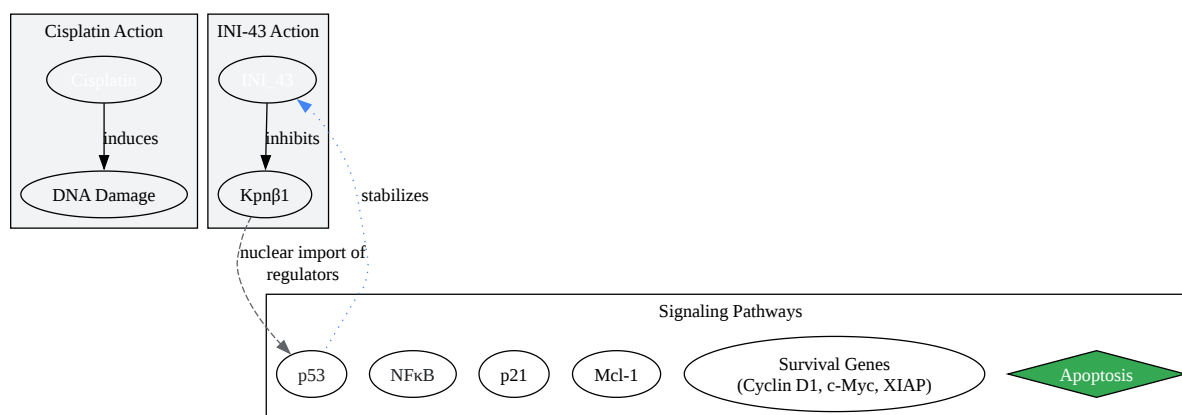 Cisplatin Action
INI-43 Action
Cisplatin
INI_43
induces
inhibits
DNA Damage
Kpnβ1
stabilizes
nuclear import of
regulators
Signaling Pathways
p53
NFκB
p21
Mcl-1
Survival Genes
(Cyclin D1, c-Myc, XIAP)
Apoptosis